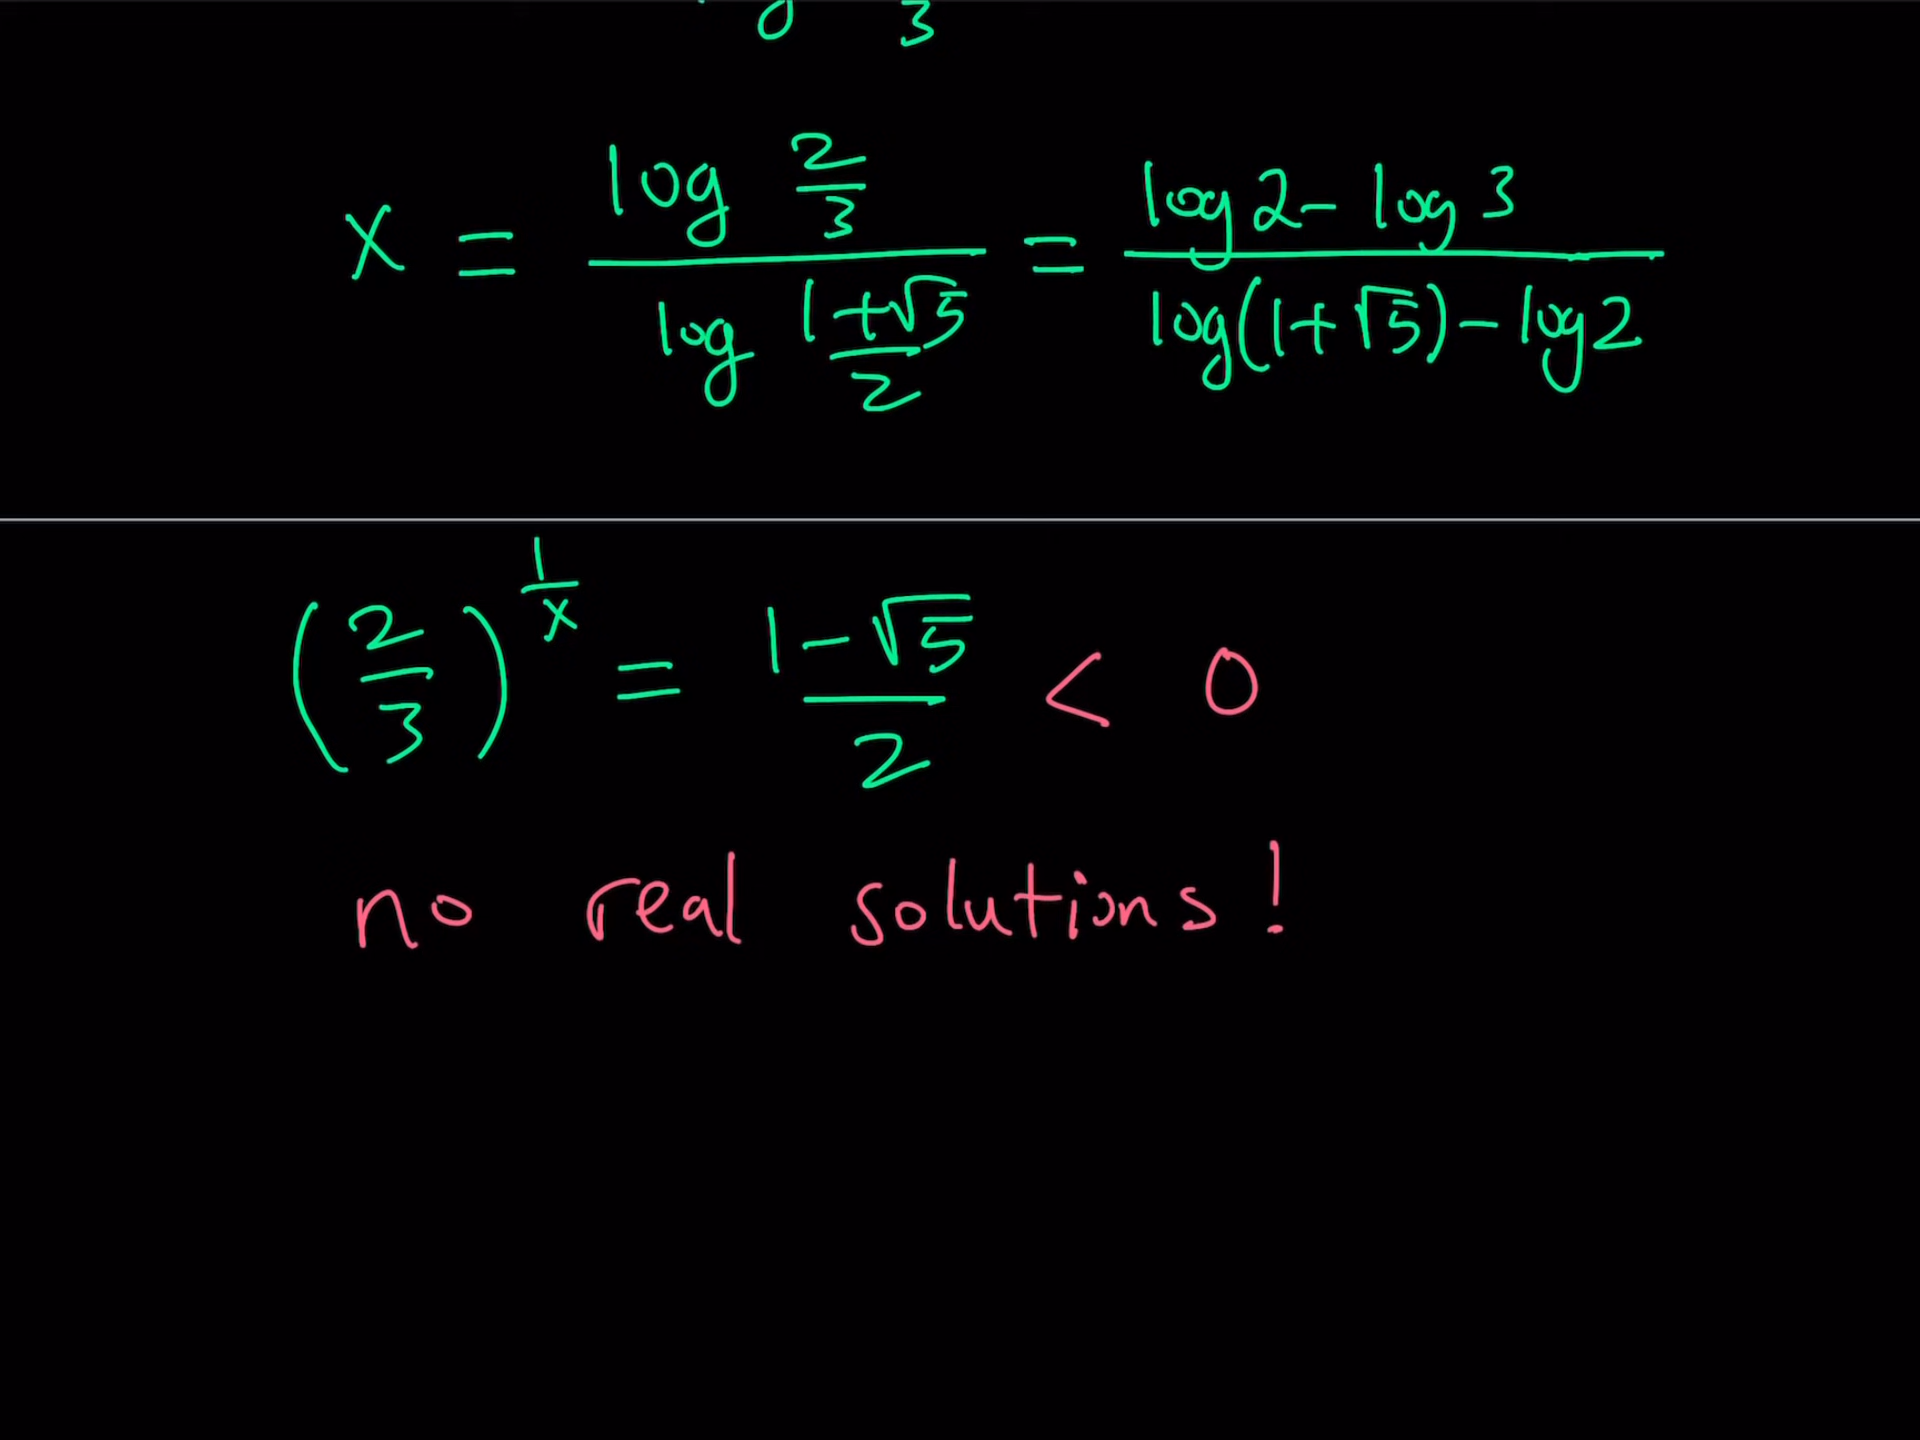 3
x = log 2/3 / log (1+√5)/2 = (log 2 - log 3) / (log(1+√5) - log 2)
(2/3)^(1/x) = (1-√5)/2 < 0
no real solutions!